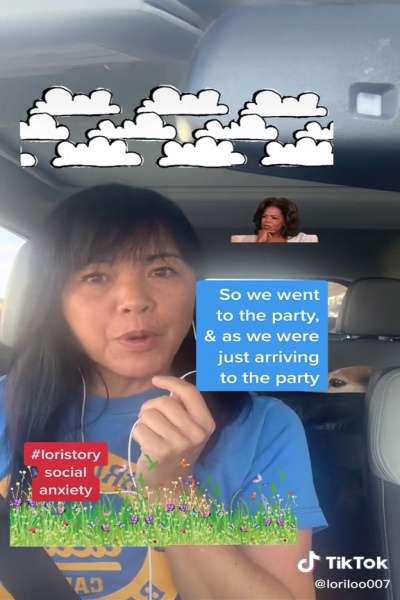 So we went
to the party,
& as we were
just arriving
to the party
#loristory
social
anxiety
TikTok
@loriloo007